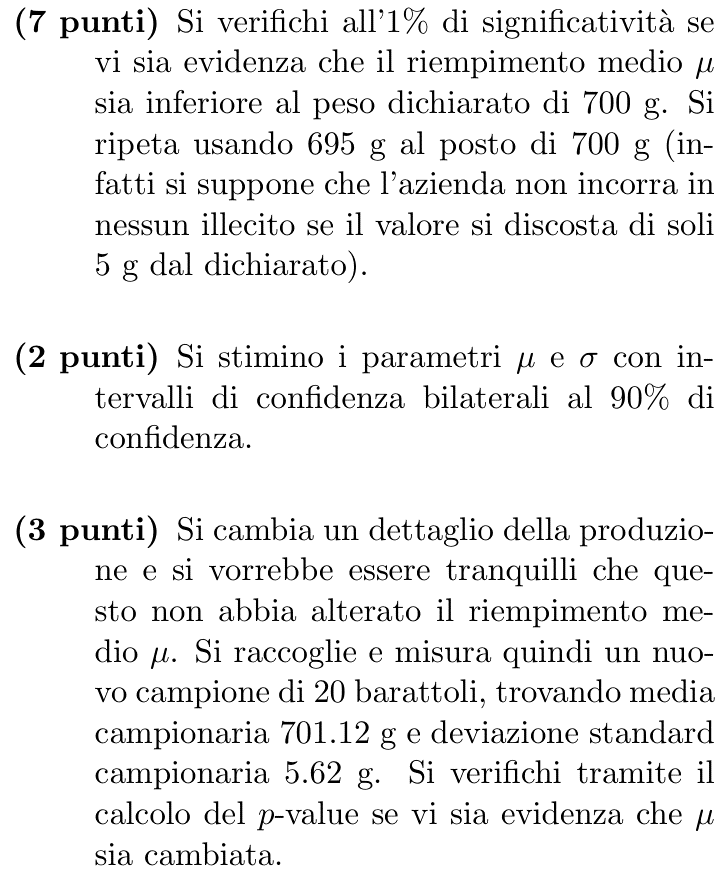 (7 punti) Si verifichi all'1% di significatività se
vi sia evidenza che il riempimento medio μ
sia inferiore al peso dichiarato di 700 g. Si
ripeta usando 695 g al posto di 700 g (in-
fatti si suppone che l'azienda non incorra in
nessun illecito se il valore si discosta di soli
5 g dal dichiarato).
(2 punti) Si stimino i parametri μ e σ con in-
tervalli di confidenza bilaterali al 90% di
confidenza.
(3 punti) Si cambia un dettaglio della produzio-
ne e si vorrebbe essere tranquilli che que-
sto non abbia alterato il riempimento me-
dio μ. Si raccoglie e misura quindi un nuo-
vo campione di 20 barattoli, trovando media
campionaria 701.12 g e deviazione standard
campionaria 5.62 g. Si verifichi tramite il
calcolo del p-value se vi sia evidenza che μ
sia cambiata.